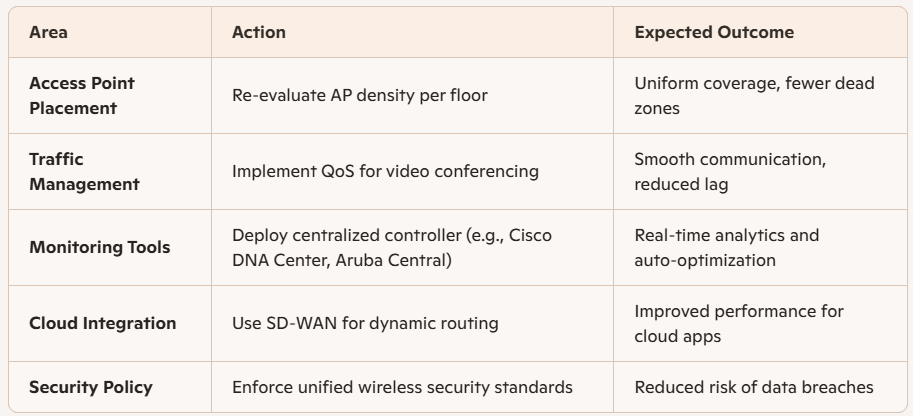 Area Action Expected Outcome
Access Point
Placement
Re-evaluate AP density per floor
Uniform coverage, fewer dead
zones
Traffic
Management
Implement QoS for video conferencing
Smooth communication,
reduced lag
Monitoring Tools
Deploy centralized controller (e.g., Cisco
DNA Center, Aruba Central)
Real-time analytics and
auto-optimization
Cloud Integration
Use SD-WAN for dynamic routing
Improved performance for
cloud apps
Security Policy
Enforce unified wireless security standards
Reduced risk of data breaches